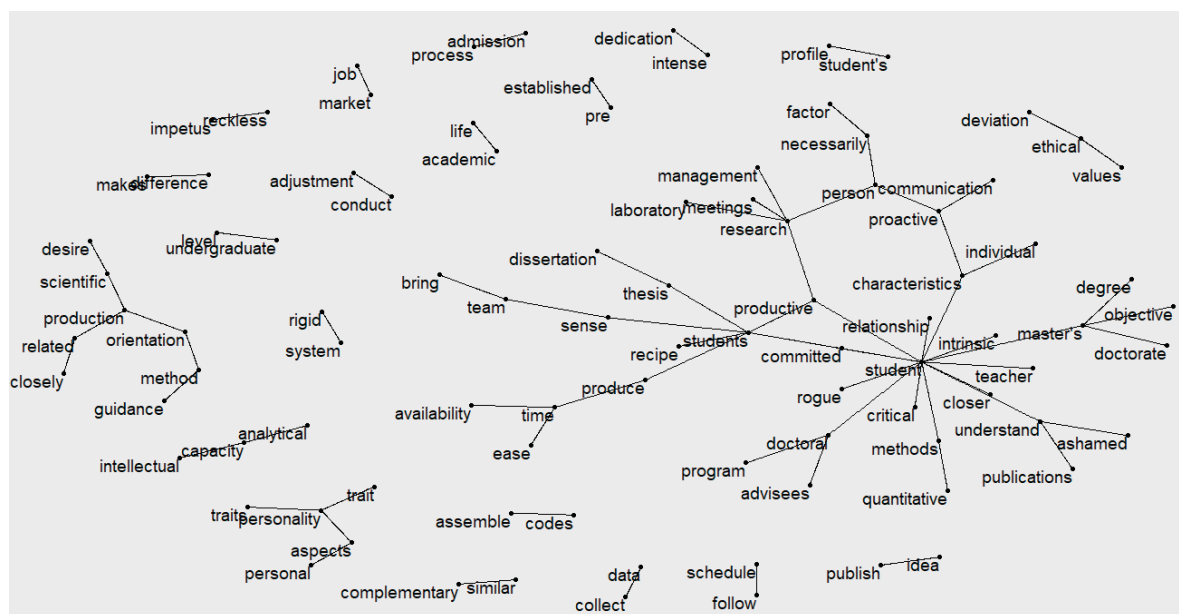 admission
process
dedication
intense
profile
student's
job
market
established
pre
factor
necessarily
deviation
ethical
values
reckless
impetus
life
academic
makes
difference
adjustment
conduct
management
person
communication
laboratory
meetings
proactive
research
level
undergraduate
desire
scientific
individual
dissertation
bring
thesis
characteristics
degree
team
productive
objective
production
sense
rigid
relationship
master's
related
orientation
students
intrinsic
system
recipe
committed
doctorate
closely
method
student
teacher
produce
guidance
rogue
closer
availability
time
critical
analytical
understand
capacity
doctoral
methods
ashamed
intellectual
ease
program
publications
advisees
quantitative
trait
traits
personality
assemble
codes
aspects
personal
data
schedule
publish
idea
complementary
similar
collect
follow